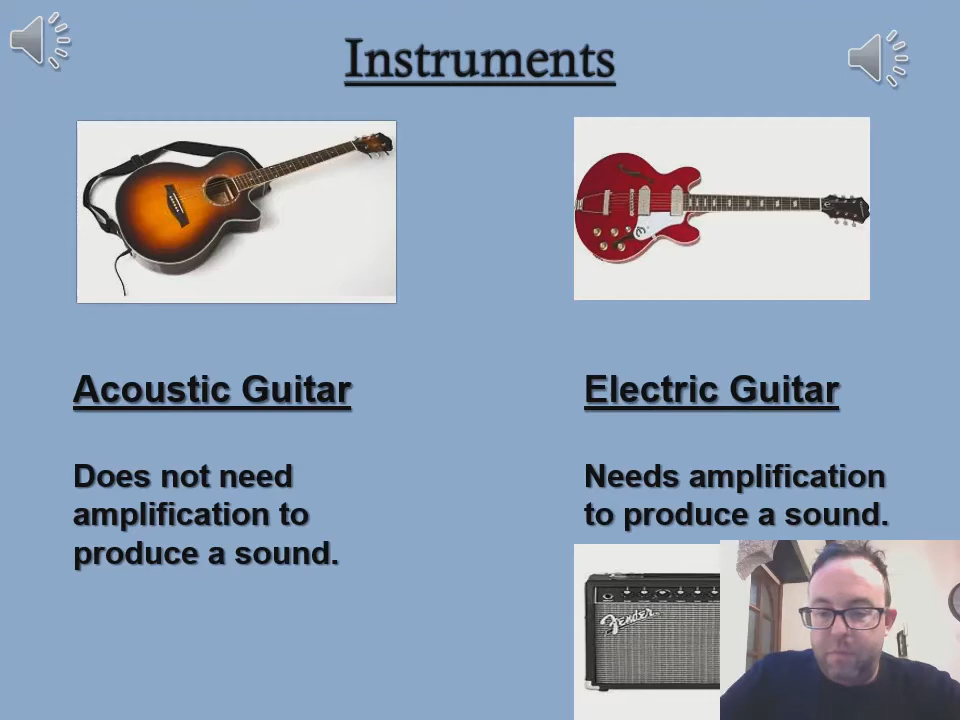 Instruments
Acoustic Guitar
Does not need
amplification to
produce a sound.
Electric Guitar
Needs amplification
to produce a sound.
Fender